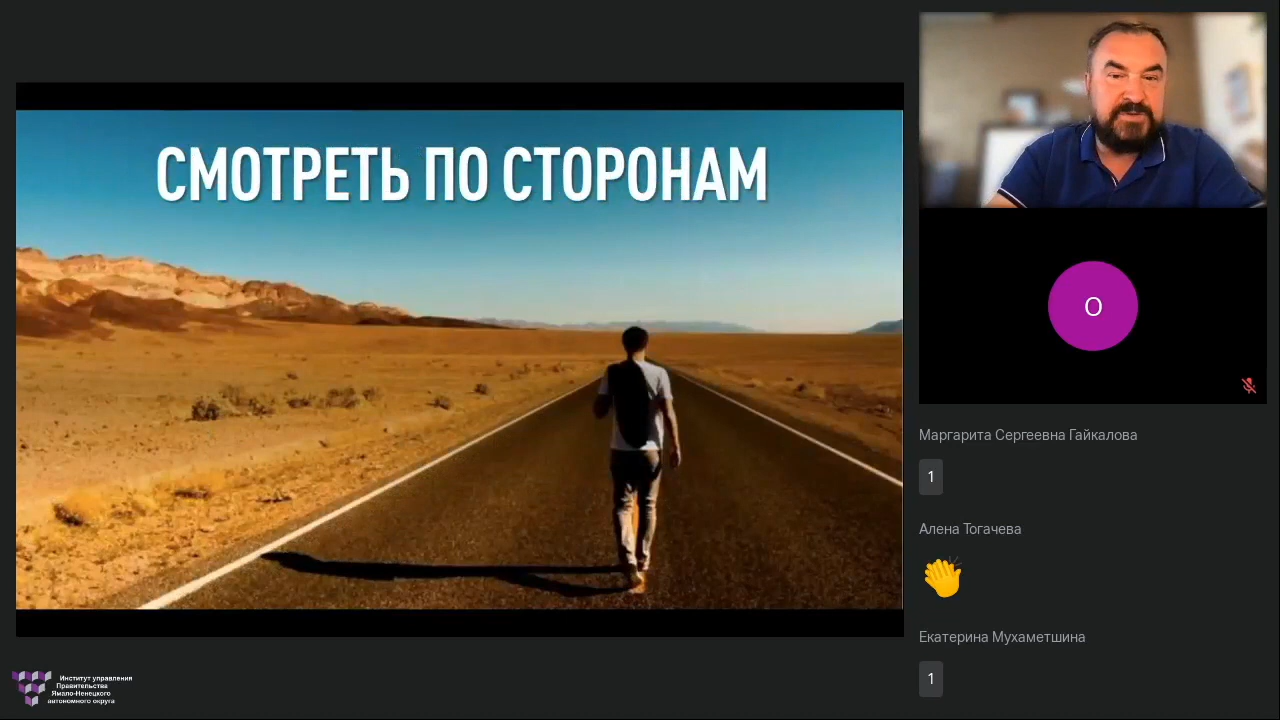 СМОТРЕТЬ ПО СТОРОНАМ
О
Маргарита Сергеевна Гайкалова
1
Алена Тогачева
Екатерина Мухаметшина
1
Институт управления
Правительства
Ямало-Ненецкого
автономного округа